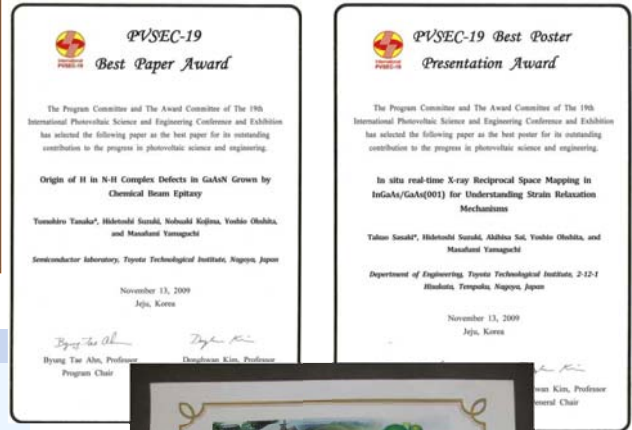 PVSEC-19
Best Paper Award
The Program Committee and The Award Committee of The 19th
International Photovoltaic Science and Engineering Conference and Exhibition
has selected the following paper as the best paper for its outstanding
contribution to the progress in photovoltaic science and engineering.
Origin of H in N-H Complex Defects in GaAsN Grown by
Chemical Beam Epitaxy
Tomohiro Tanaka*, Hidetoshi Suzuki, Nobuaki Kojima, Yoshio Ohshita,
and Masafumi Yamaguchi
Semiconductor laboratory, Toyota Technological Institute, Nagoya, Japan
November 13, 2009
Jeju, Korea
Byung Tae Ahn, Professor
Program Chair
Donghwan Kim, Professor
PVSEC-19 Best Poster
Presentation Award
The Program Committee and The Award Committee of The 19th
International Photovoltaic Science and Engineering Conference and Exhibition
has selected the following paper as the best poster for its outstanding
contribution to the progress in photovoltaic science and engineering.
In situ real-time X-ray Reciprocal Space Mapping in
InGaAs/GaAs(001) for Understanding Strain Relaxation
Mechanisms
Takuo Sasaki*, Hidetoshi Suzuki, Akihisa Sai, Yoshio Ohshita, and
Masafumi Yamaguchi
Department of Engineering, Toyota Technological Institute, 2-12-1
Hisakata, Tempaku, Nagoya, Japan
November 13, 2009
Jeju, Korea
wan Kim, Professor
eneral Chair